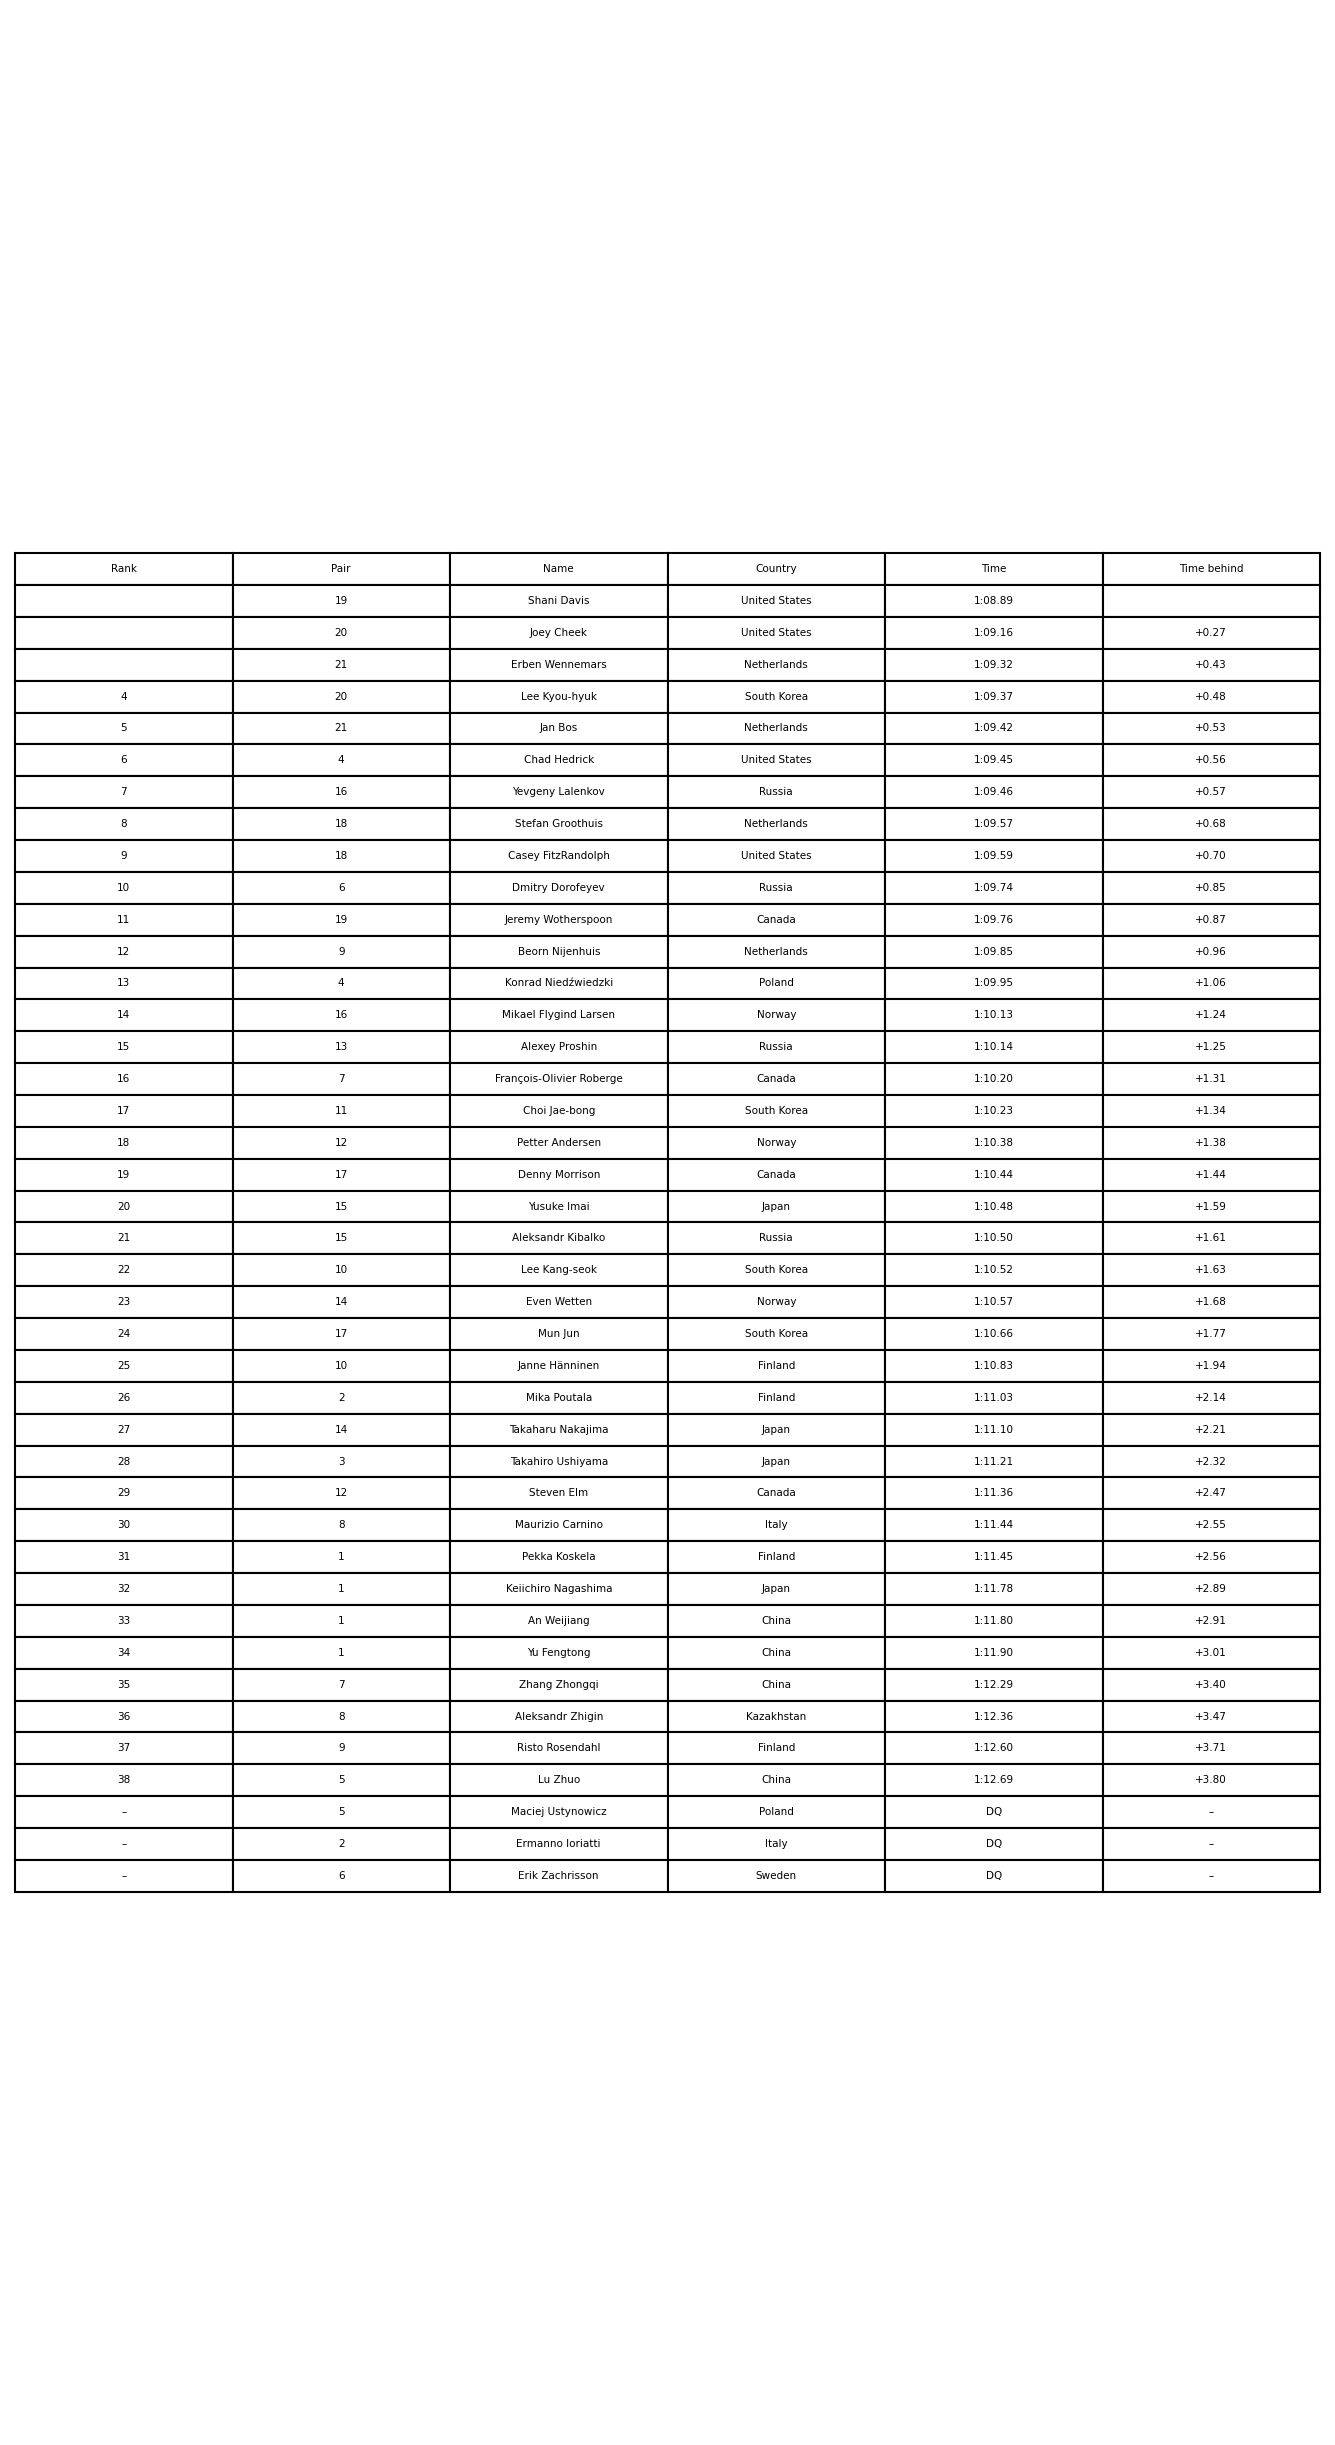 Rank Pair Name Country Time Time behind
19 Shani Davis United States 1:08.89
20 Joey Cheek United States 1:09.16 +0.27
21 Erben Wennemars Netherlands 1:09.32 +0.43
4 20 Lee Kyou-hyuk South Korea 1:09.37 +0.48
5 21 Jan Bos Netherlands 1:09.42 +0.53
6 4 Chad Hedrick United States 1:09.45 +0.56
7 16 Yevgeny Lalenkov Russia 1:09.46 +0.57
8 18 Stefan Groothuis Netherlands 1:09.57 +0.68
9 18 Casey FitzRandolph United States 1:09.59 +0.70
10 6 Dmitry Dorofeyev Russia 1:09.74 +0.85
11 19 Jeremy Wotherspoon Canada 1:09.76 +0.87
12 9 Beorn Nijenhuis Netherlands 1:09.85 +0.96
13 4 Konrad Niedźwiedzki Poland 1:09.95 +1.06
14 16 Mikael Flygind Larsen Norway 1:10.13 +1.24
15 13 Alexey Proshin Russia 1:10.14 +1.25
16 7 François-Olivier Roberge Canada 1:10.20 +1.31
17 11 Choi Jae-bong South Korea 1:10.23 +1.34
18 12 Petter Andersen Norway 1:10.38 +1.38
19 17 Denny Morrison Canada 1:10.44 +1.44
20 15 Yusuke Imai Japan 1:10.48 +1.59
21 15 Aleksandr Kibalko Russia 1:10.50 +1.61
22 10 Lee Kang-seok South Korea 1:10.52 +1.63
23 14 Even Wetten Norway 1:10.57 +1.68
24 17 Mun Jun South Korea 1:10.66 +1.77
25 10 Janne Hänninen Finland 1:10.83 +1.94
26 2 Mika Poutala Finland 1:11.03 +2.14
27 14 Takaharu Nakajima Japan 1:11.10 +2.21
28 3 Takahiro Ushiyama Japan 1:11.21 +2.32
29 12 Steven Elm Canada 1:11.36 +2.47
30 8 Maurizio Carnino Italy 1:11.44 +2.55
31 1 Pekka Koskela Finland 1:11.45 +2.56
32 1 Keiichiro Nagashima Japan 1:11.78 +2.89
33 1 An Weijiang China 1:11.80 +2.91
34 1 Yu Fengtong China 1:11.90 +3.01
35 7 Zhang Zhongqi China 1:12.29 +3.40
36 8 Aleksandr Zhigin Kazakhstan 1:12.36 +3.47
37 9 Risto Rosendahl Finland 1:12.60 +3.71
38 5 Lu Zhuo China 1:12.69 +3.80
– 5 Maciej Ustynowicz Poland DQ –
– 2 Ermanno Ioriatti Italy DQ –
– 6 Erik Zachrisson Sweden DQ –